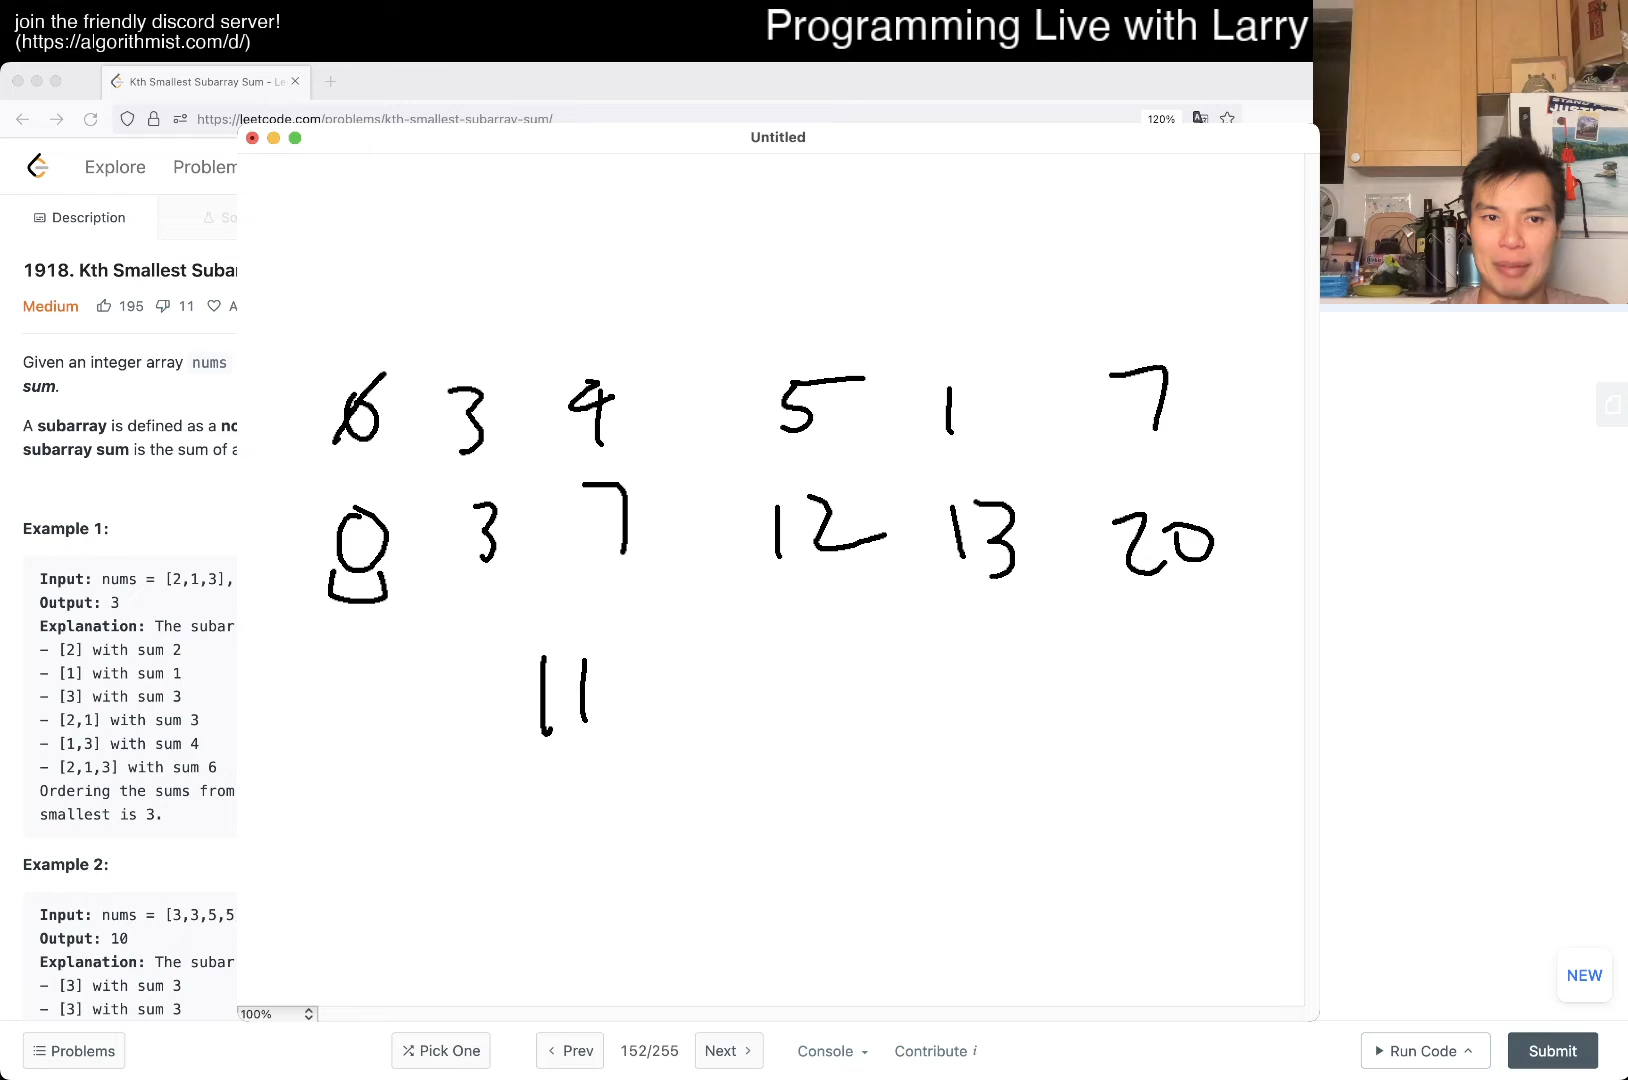 join the friendly discord server!
(https://algorithmist.com/d/)
Programming Live with Larry
Kth Smallest Subarray Sum - Le
https://leetcode.com/problems/kth-smallest-subarray-sum/
120%
Untitled
Explore Problem
Description
So
1918. Kth Smallest Suba
Medium 195 11 A
Given an integer array nums
sum.
A subarray is defined as a no
subarray sum is the sum of a
Example 1:
Input: nums = [2,1,3],
Output: 3
Explanation: The subar
- [2] with sum 2
- [1] with sum 1
- [3] with sum 3
- [2,1] with sum 3
- [1,3] with sum 4
- [2,1,3] with sum 6
Ordering the sums from
smallest is 3.
Example 2:
Input: nums = [3,3,5,5
Output: 10
Explanation: The subar
- [3] with sum 3
- [3] with sum 3
0 3 4 5 1 7
0 3 7 12 13 20
11
100%
NEW
Problems
Pick One
Prev
152/255
Next
Console
Contribute i
Run Code
Submit